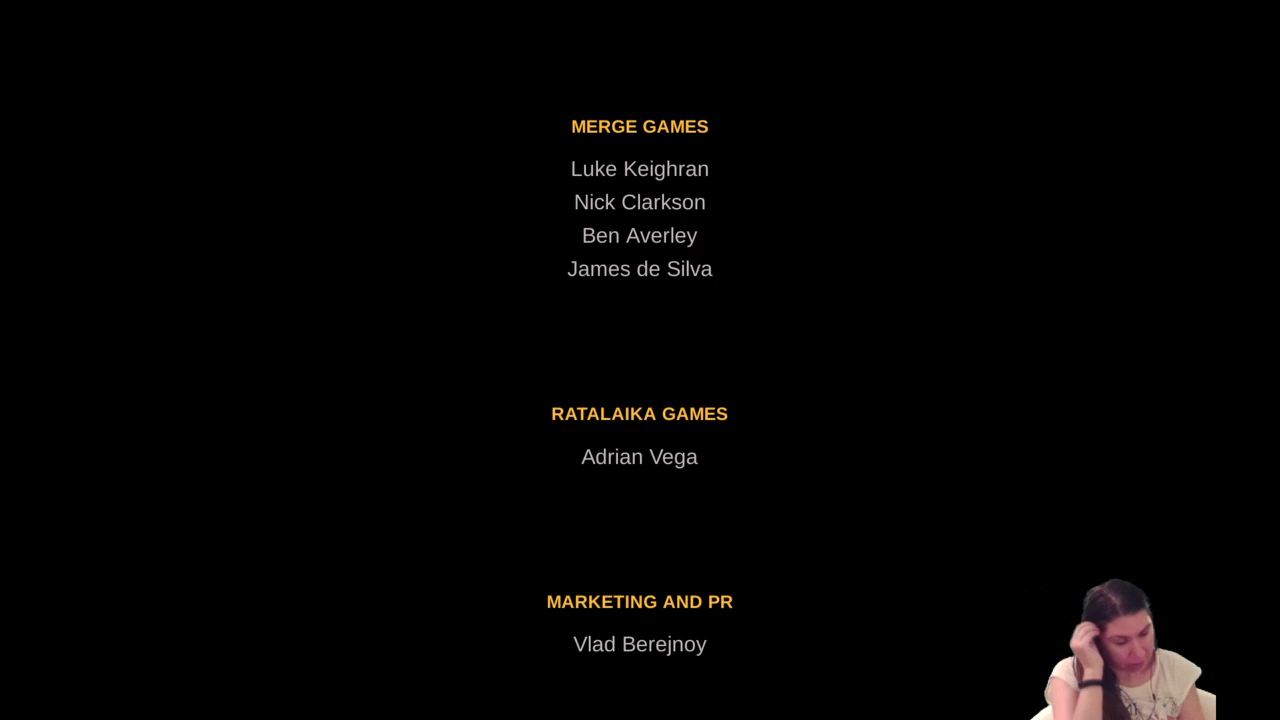 MERGE GAMES
Luke Keighran
Nick Clarkson
Ben Averley
James de Silva
RATALAIKA GAMES
Adrian Vega
MARKETING AND PR
Vlad Berejnoy